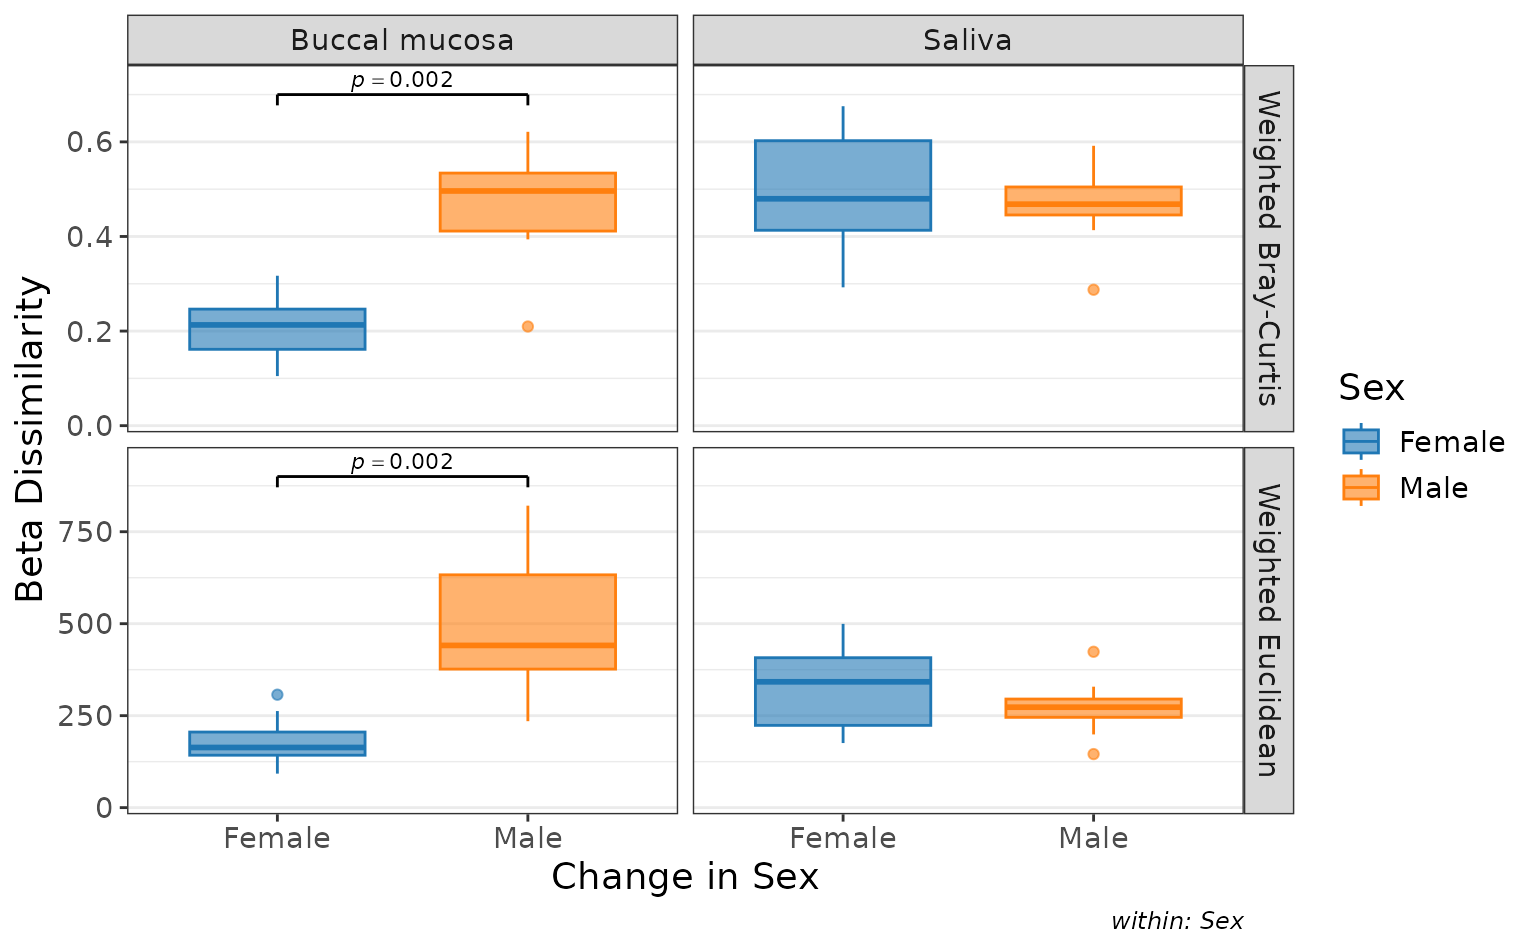 Buccal mucosa
Saliva
p = 0.002
0.6
0.4
0.2
0.0
Weighted Bray-Curtis
p = 0.002
750
500
250
0
Weighted Euclidean
Beta Dissimilarity
Female
Male
Female
Male
Change in Sex
within: Sex
Sex
Female
Male